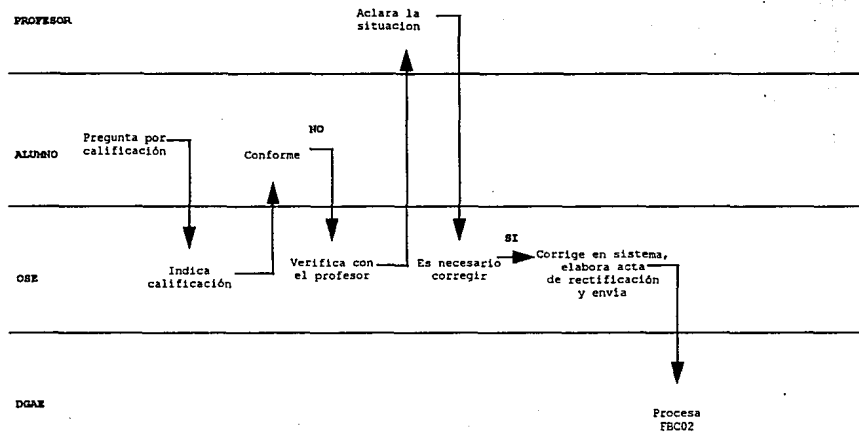 PROFESOR
Aclara la
situacion
ALUMNO
Pregunta por
calificación
Conforme
NO
OSE
Indica
calificación
Verifica con
el profesor
Es necesario
corregir
SI
Corrige en sistema,
elabora acta
de rectificación
y envia
DGAE
Procesa
FBC02